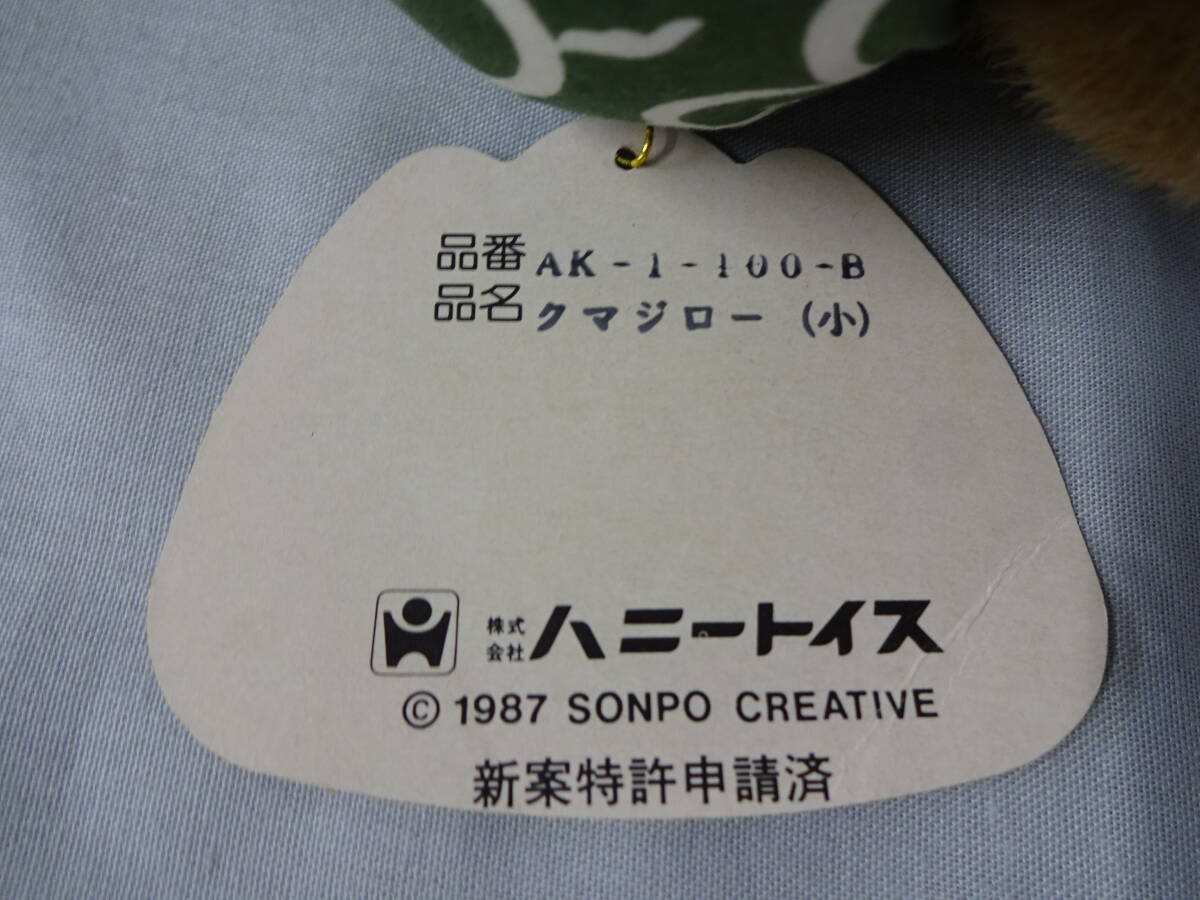 品番 AK-1-100-B
品名 クマジロー (小)
株式会社 ハニートイス
© 1987 SONPO CREATIVE
新案特許申請済